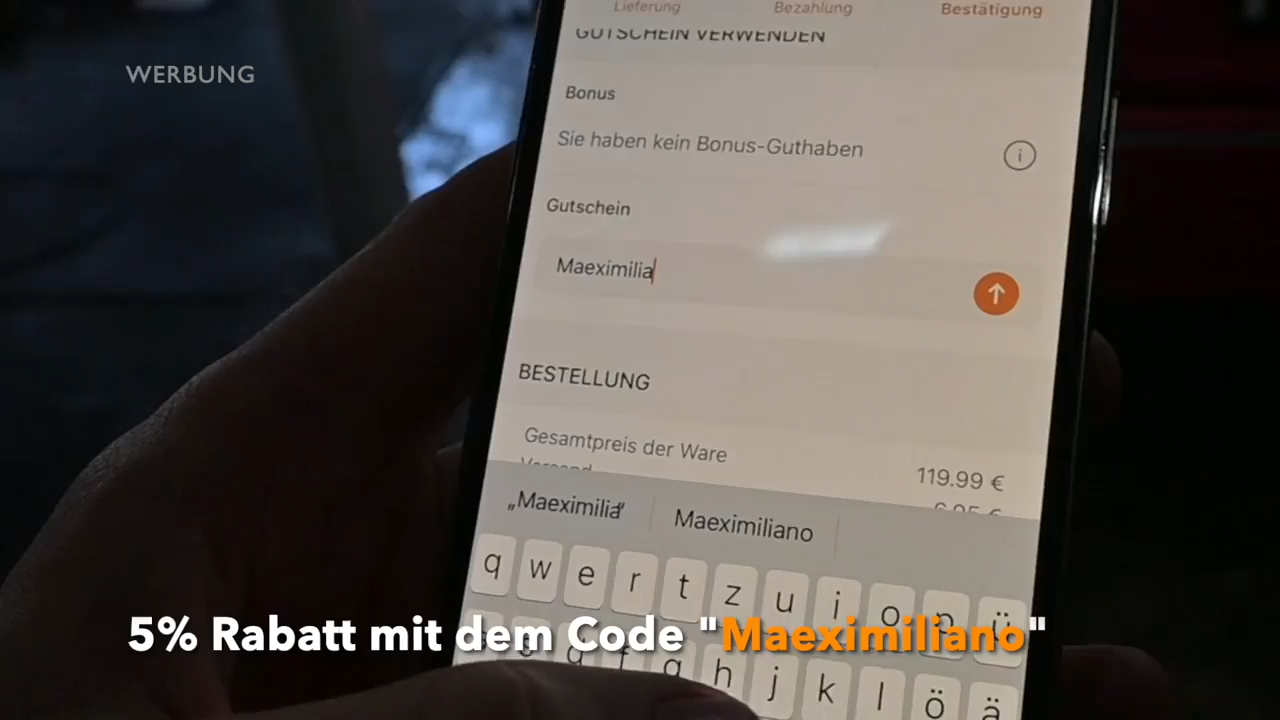 Lieferung Bezahlung Bestätigung
GUTSCHEIN VERWENDEN
WERBUNG
Bonus
Sie haben kein Bonus-Guthaben
i
Gutschein
Maeximilia
BESTELLUNG
Gesamtpreis der Ware
119.99 €
Versand
„Maeximilia“ Maeximiliano
q w e r t z u i o p ü
5% Rabatt mit dem Code "Maeximiliano"
f g h j k l ö ä